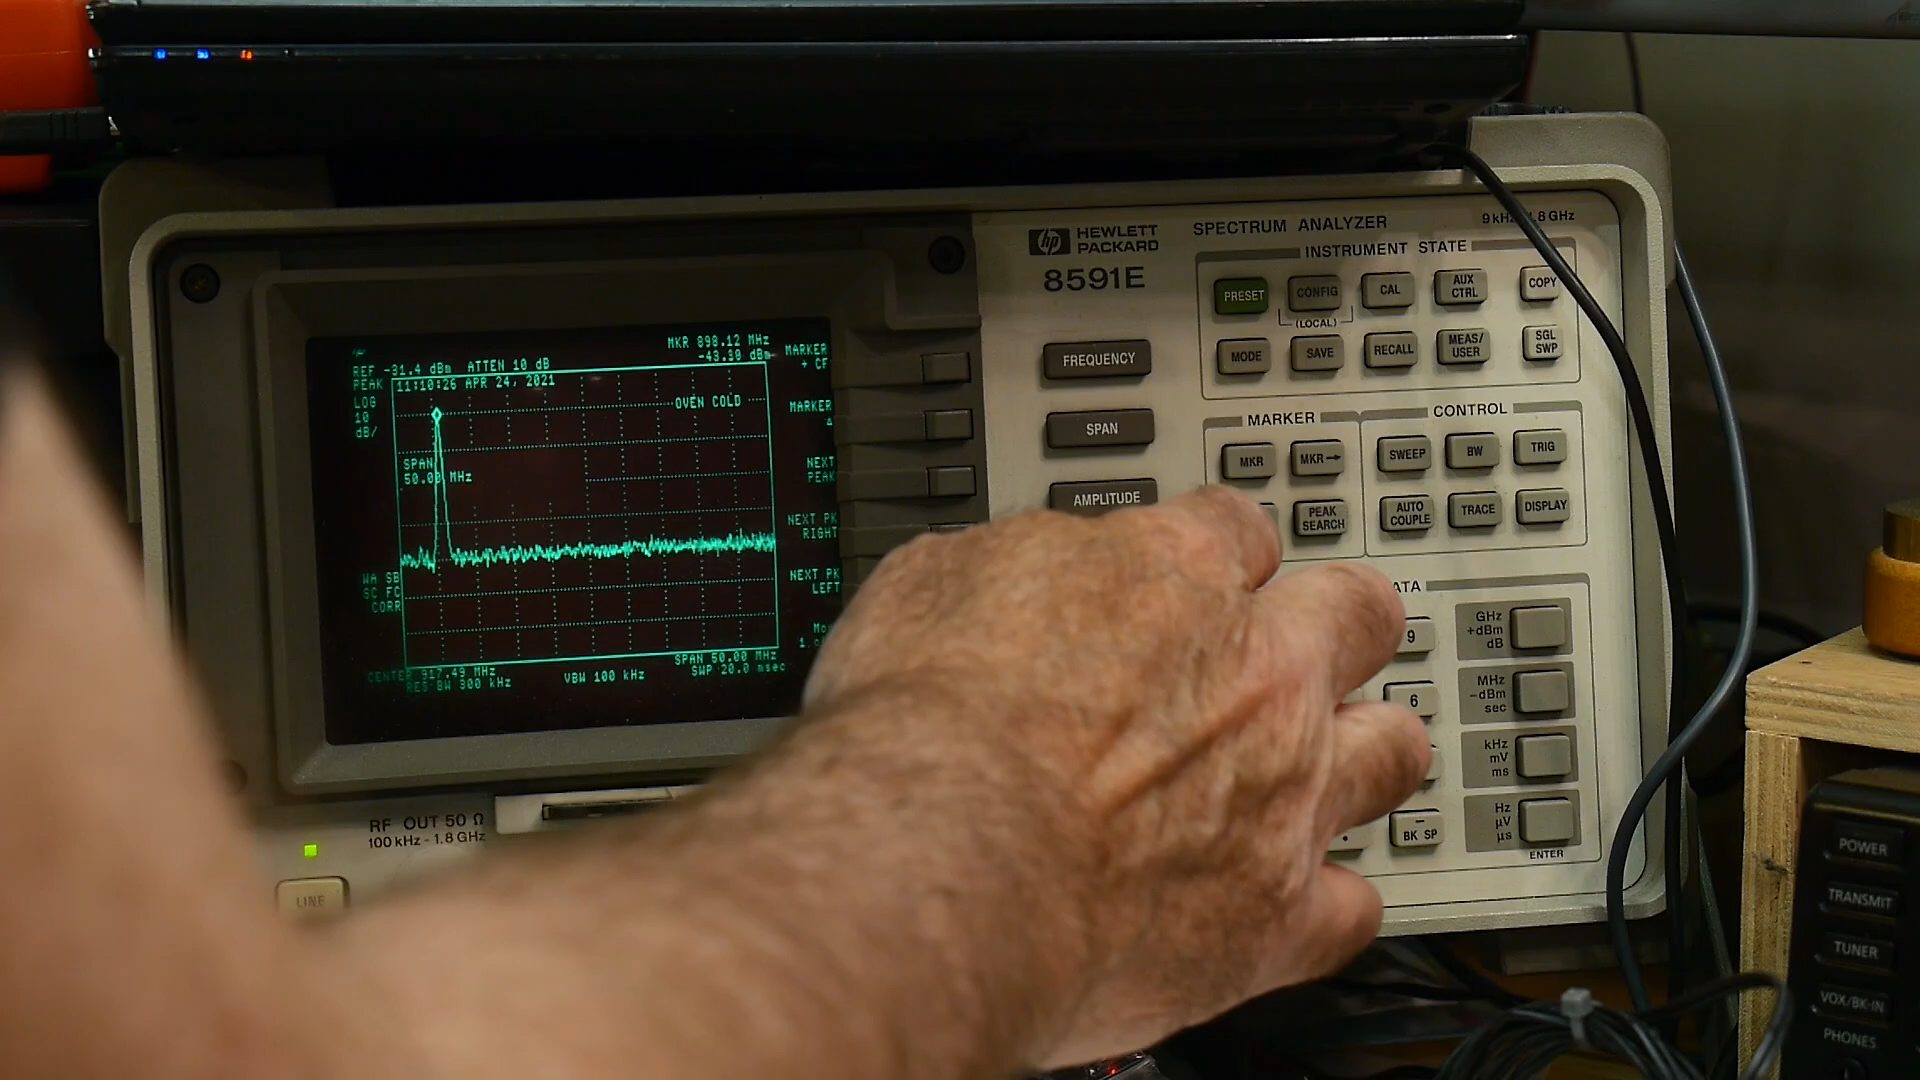 REF -31.4 dBm ATTEN 10 dB
MKR 898.12 MHz
-43.30 dBm
PEAK
LOG
10
dB/
11:10:26 APR 24, 2021
OVEN COLD
SPAN
50.00 MHz
WA SB
SC FC
CORR
CENTER 917.49 MHz
RES BW 300 kHz
VBW 100 kHz
SPAN 50.00 MHz
SWP 20.0 msec
MARKER
MARKER
NEXT
PEAK
NEXT PK
RIGHT
NEXT PK
LEFT
hp HEWLETT
PACKARD
8591E
SPECTRUM ANALYZER
INSTRUMENT STATE
PRESET
CONFIG
CAL
AUX
CTRL
COPY
(LOCAL)
MODE
SAVE
RECALL
MEAS/
USER
SGL
SWP
FREQUENCY
SPAN
AMPLITUDE
MARKER
MKR
MKR→
PEAK
SEARCH
CONTROL
SWEEP
BW
TRIG
AUTO
COUPLE
TRACE
DISPLAY
9
6
.
–
BK SP
GHz
+dBm
dB
MHz
-dBm
sec
kHz
mV
ms
Hz
µV
µs
ENTER
RF OUT 50 Ω
100 kHz - 1.8 GHz
LINE
POWER
TRANSMIT
TUNER
VOX/BK-IN
PHONES